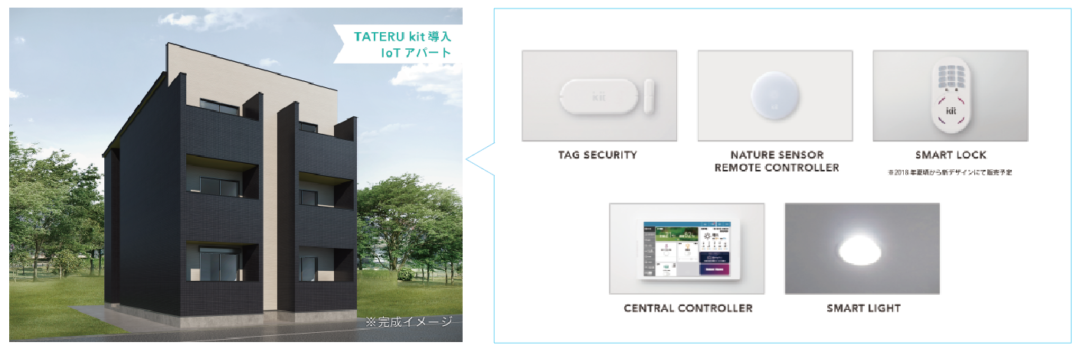 TATERU kit 導入
IoT アパート
※完成イメージ
kit
TAG SECURITY
NATURE SENSOR
REMOTE CONTROLLER
kit
SMART LOCK
※2018年夏頃から新デザインにて販売予定
CENTRAL CONTROLLER
SMART LIGHT